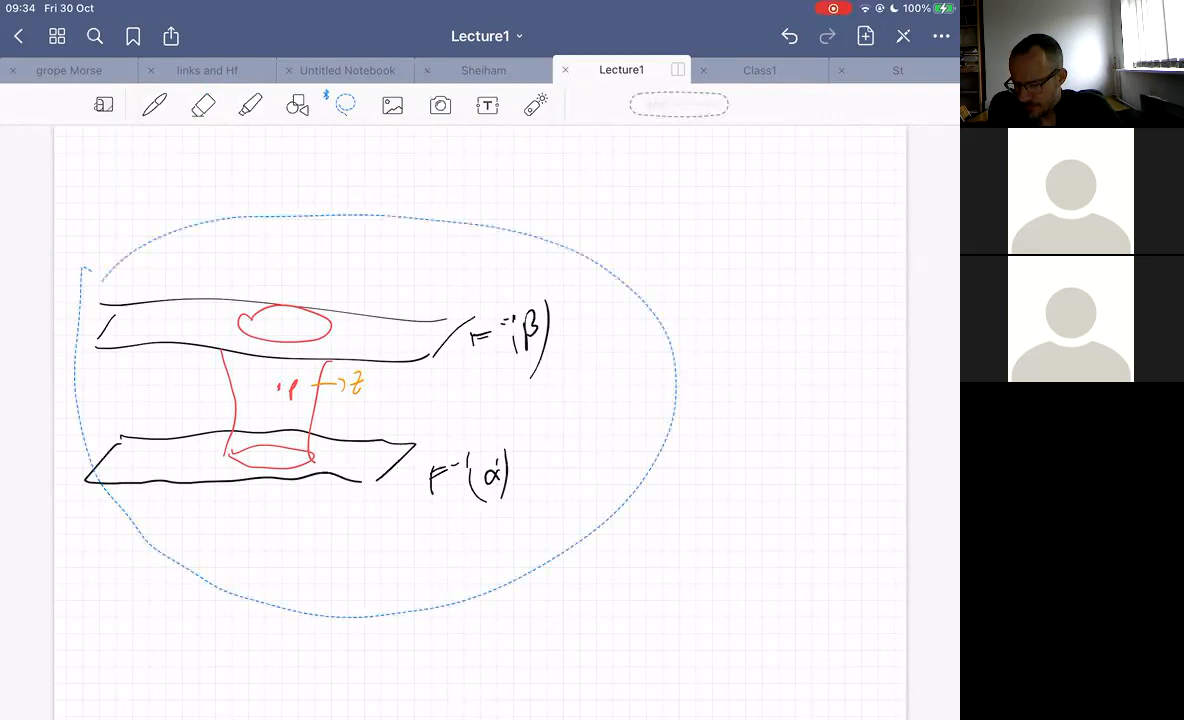 09:34 Fri 30 Oct
100%
Lecture1
grope Morse
links and Hf
Untitled Notebook
Sheiham
Lecture1
Class1
St
F⁻¹(β)
p → z
F⁻¹(α)